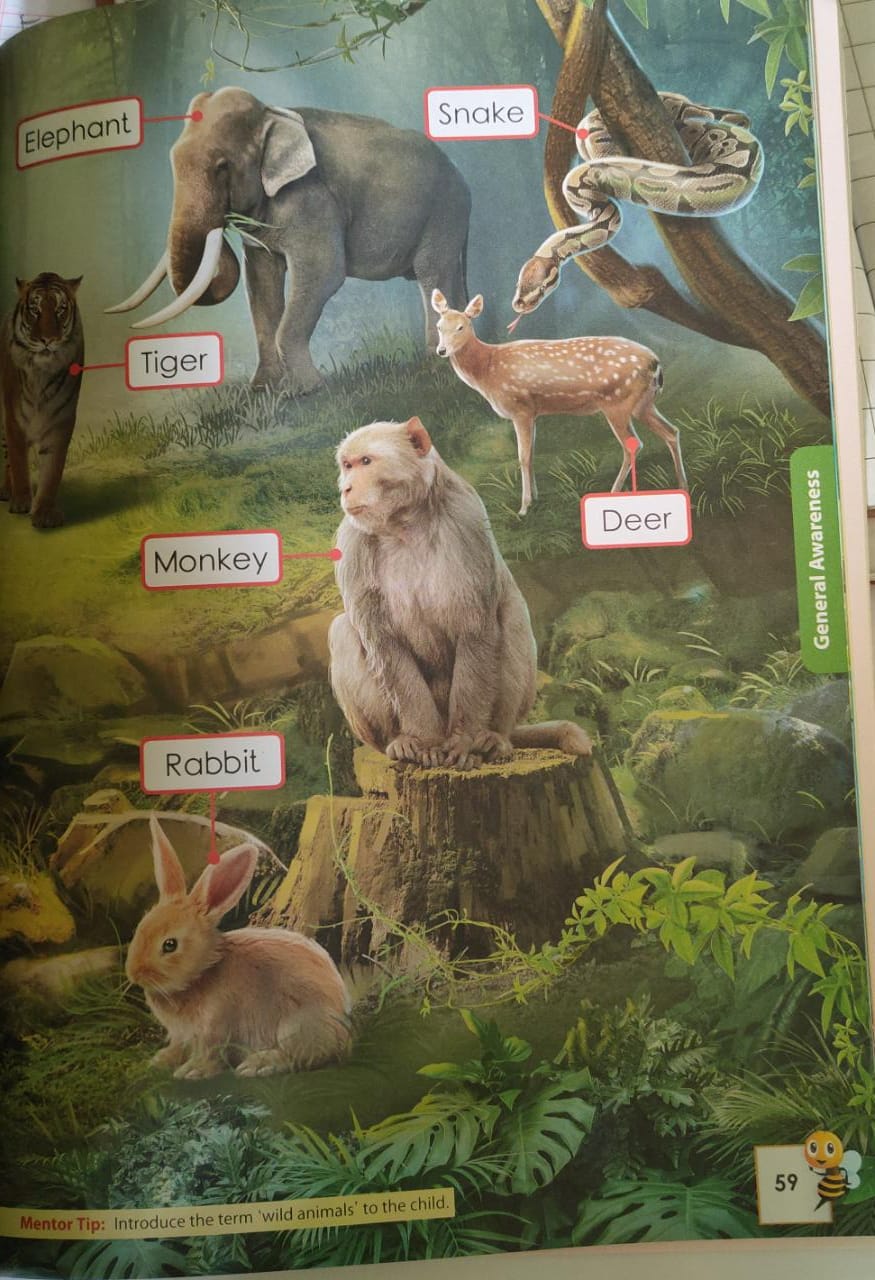 Elephant
Snake
Tiger
Deer
Monkey
General Awareness
Rabbit
59
Mentor Tip: Introduce the term 'wild animals' to the child.